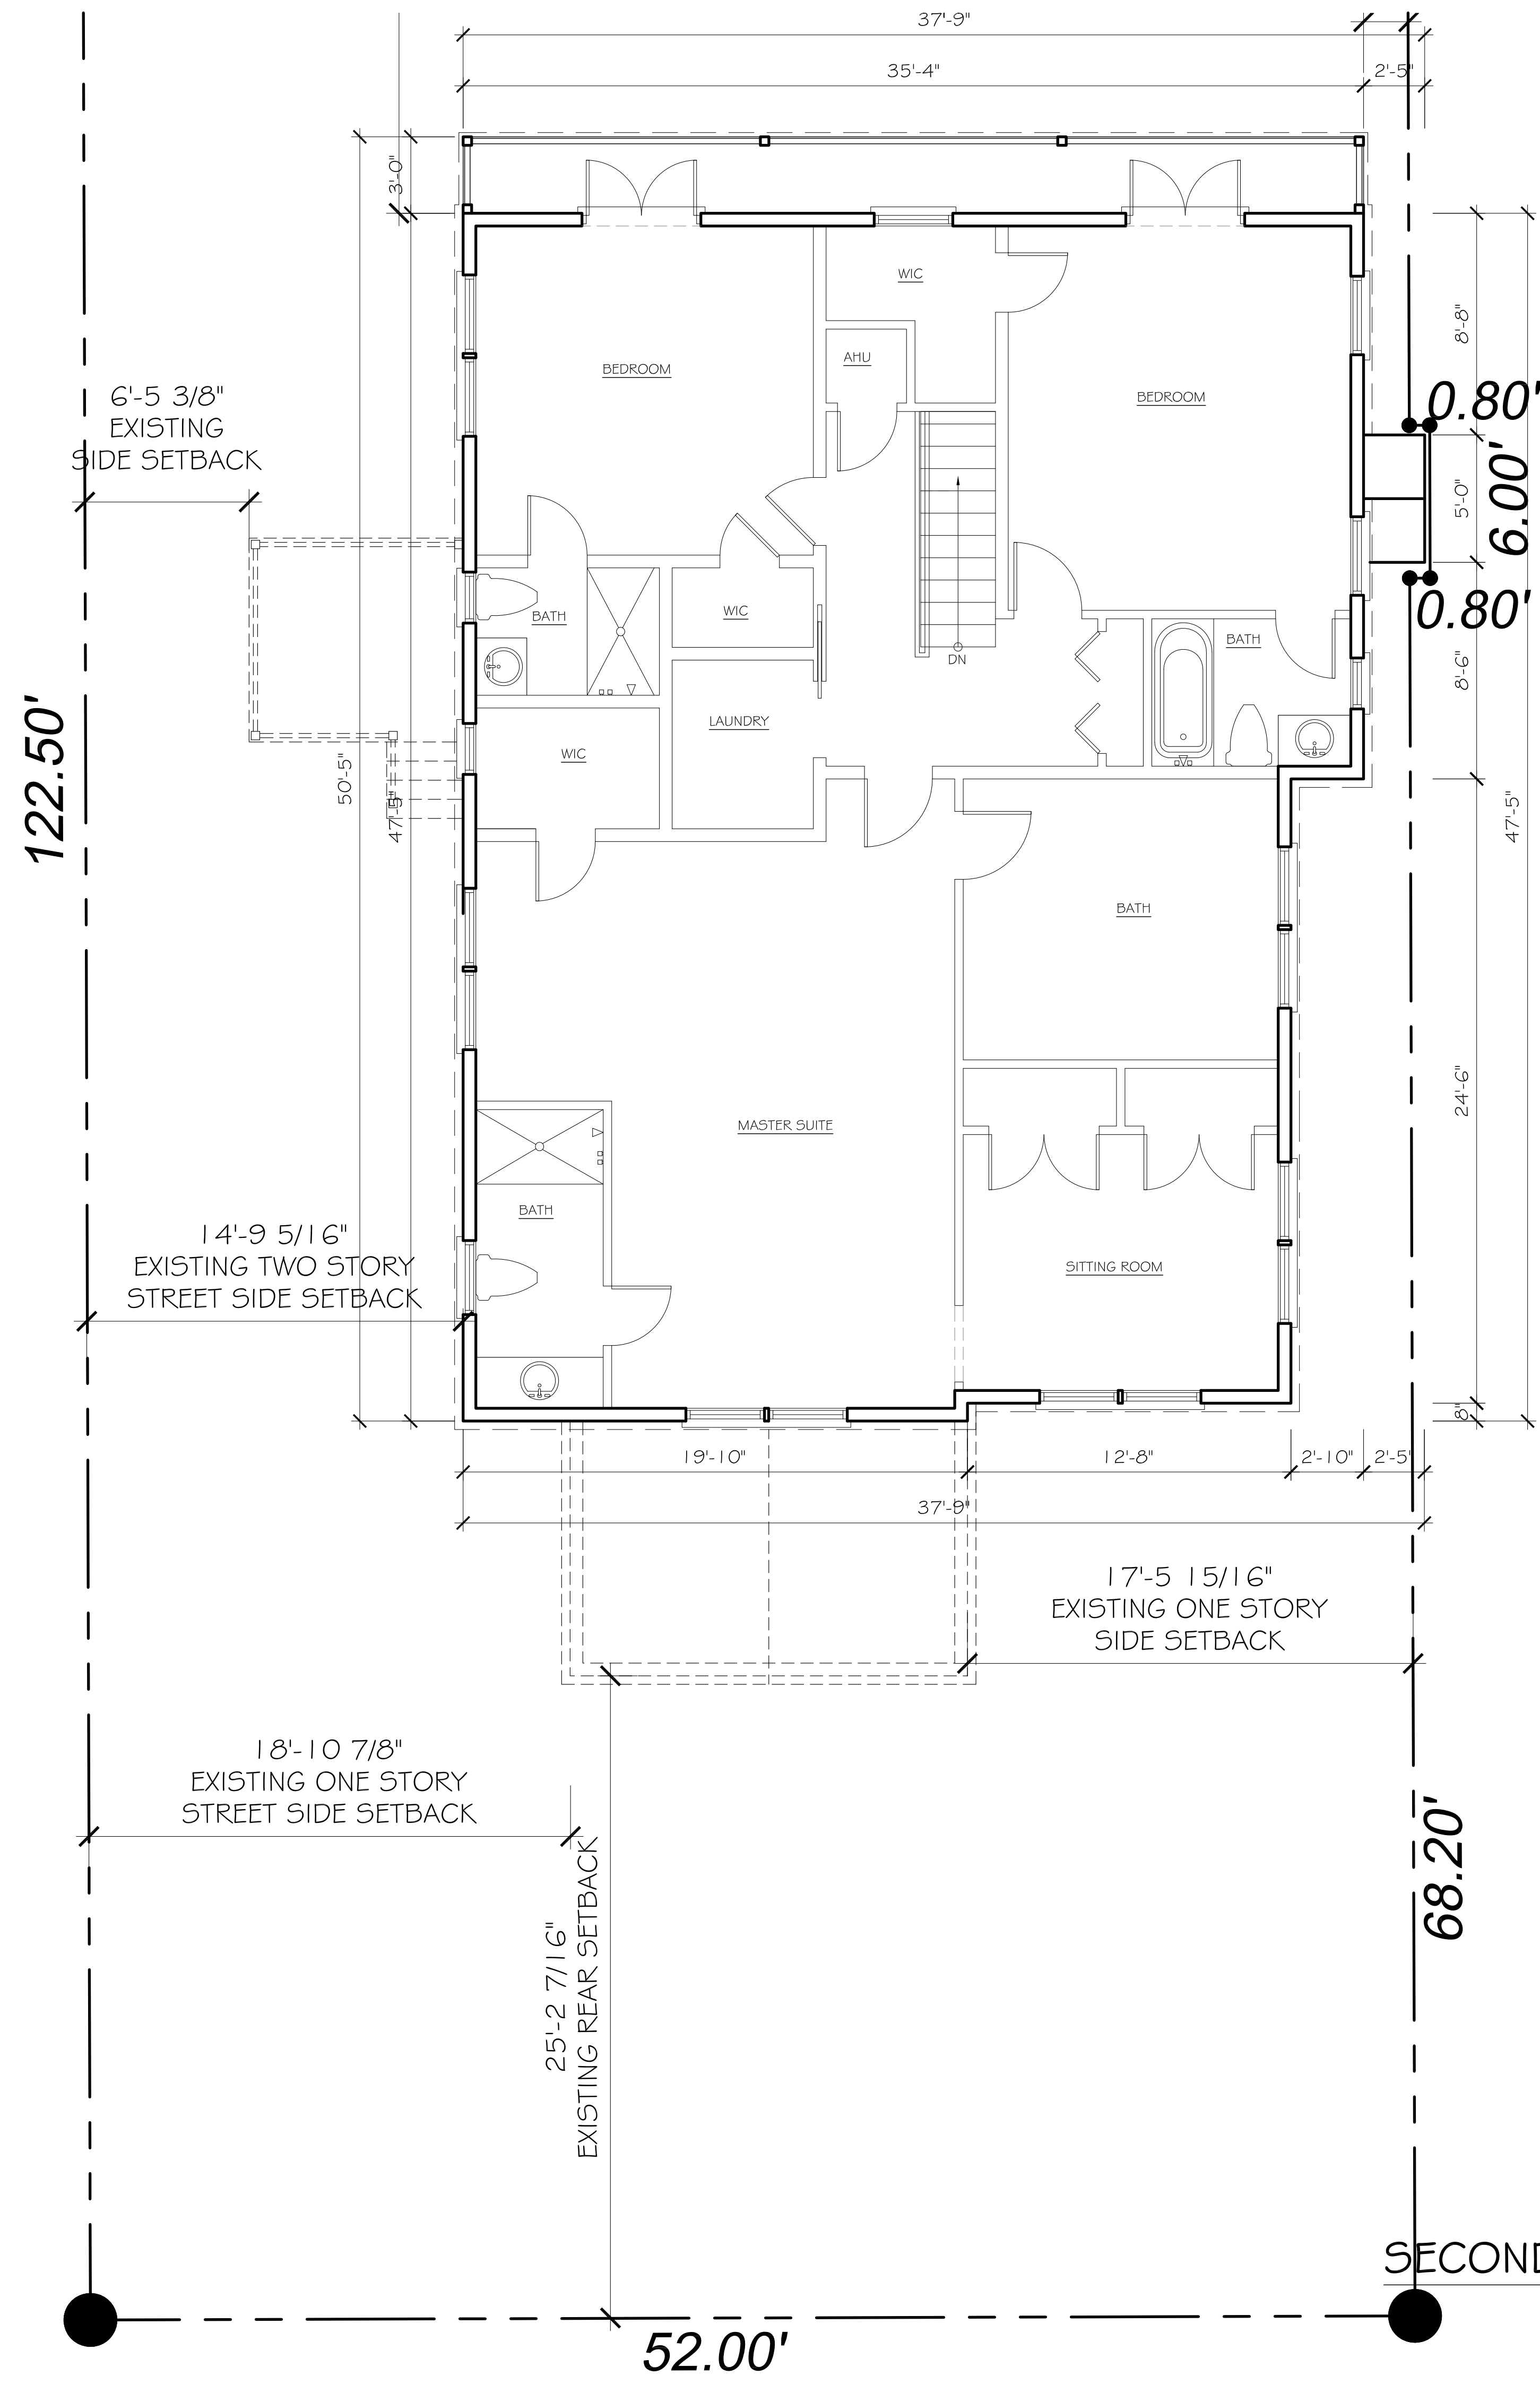 37'-9"
35'-4"
2'-5"
3'-0"
WIC
BEDROOM
AHU
BEDROOM
8'-8"
6'-5 3/8"
EXISTING
SIDE SETBACK
0.80'
6.00'
5'-0"
0.80'
BATH
WIC
DN
BATH
8'-6"
LAUNDRY
WIC
122.50'
50'-5"
47'-5"
47'-5"
BATH
24'-6"
MASTER SUITE
BATH
14'-9 5/16"
EXISTING TWO STORY
STREET SIDE SETBACK
SITTING ROOM
8"
19'-10"
12'-8"
2'-10"
2'-5"
37'-9"
17'-5 15/16"
EXISTING ONE STORY
SIDE SETBACK
18'-10 7/8"
EXISTING ONE STORY
STREET SIDE SETBACK
25'-2 7/16"
EXISTING REAR SETBACK
68.20'
SECOND
52.00'